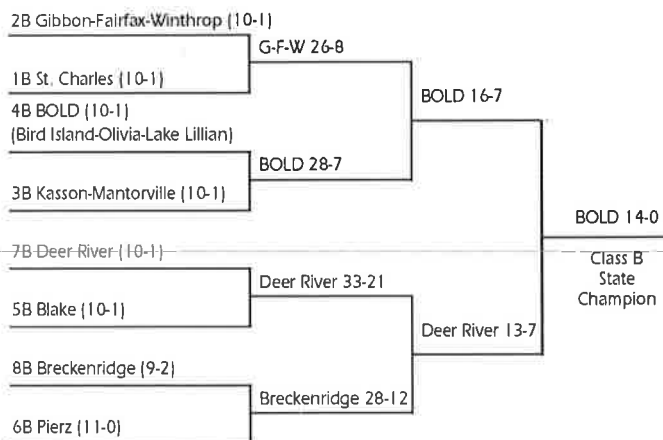 2B Gibbon-Fairfax-Winthrop (10-1)
G-F-W 26-8
1B St. Charles (10-1)
BOLD 16-7
4B BOLD (10-1)
(Bird Island-Olivia-Lake Lillian)
BOLD 28-7
3B Kasson-Mantorville (10-1)
BOLD 14-0
Class B
State
Champion
7B Deer River (10-1)
Deer River 33-21
5B Blake (10-1)
Deer River 13-7
8B Breckenridge (9-2)
Breckenridge 28-12
6B Pierz (11-0)